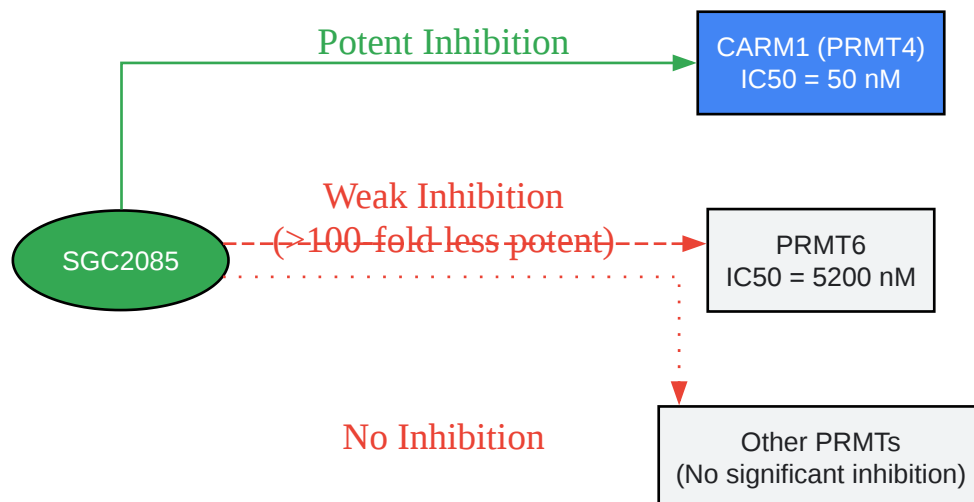 Potent Inhibition
CARM1 (PRMT4)
IC50 = 50 nM
Weak Inhibition
(>100-fold less potent)
SGC2085
PRMT6
IC50 = 5200 nM
No Inhibition
Other PRMTs
(No significant inhibition)